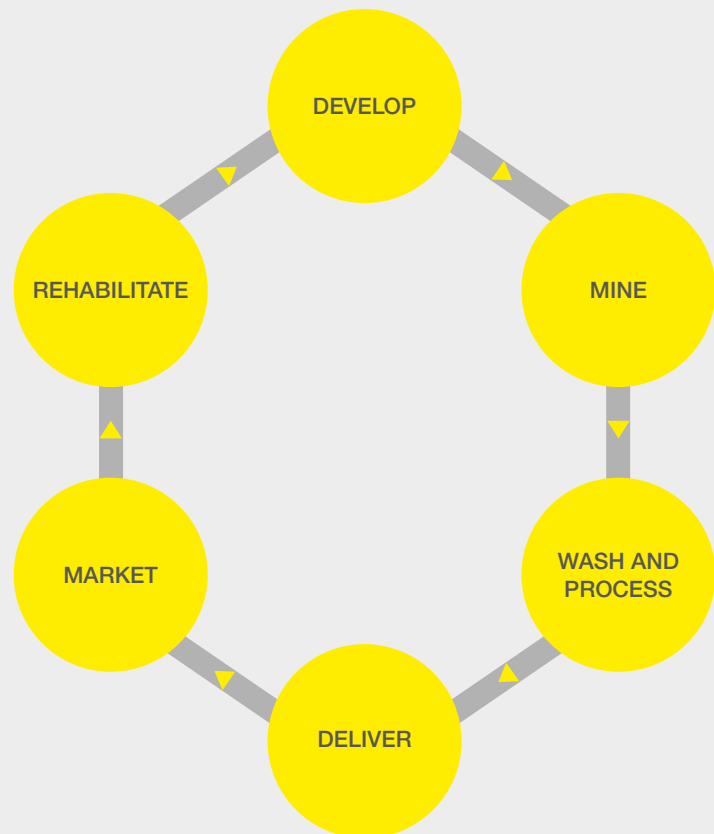 DEVELOP
MINE
WASH AND
PROCESS
DELIVER
MARKET
REHABILITATE